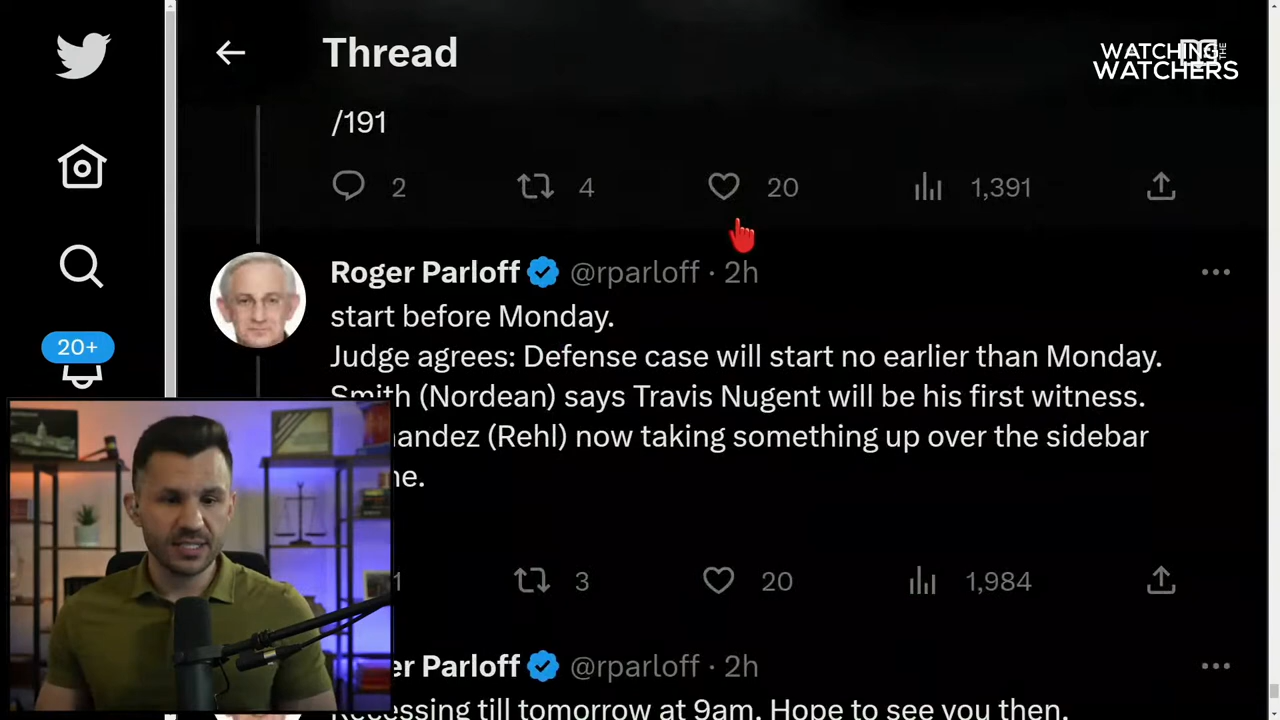 Thread
WATCHING THE
WATCHERS
/191
2 4 20 1,391
Roger Parloff @rparloff · 2h
start before Monday.
Judge agrees: Defense case will start no earlier than Monday.
20+
Smith (Nordean) says Travis Nugent will be his first witness.
(Rehl) now taking something up over the sidebar
1 3 20 1,984
Parloff @rparloff · 2h
Recessing till tomorrow at 9am. Hope to see you then.